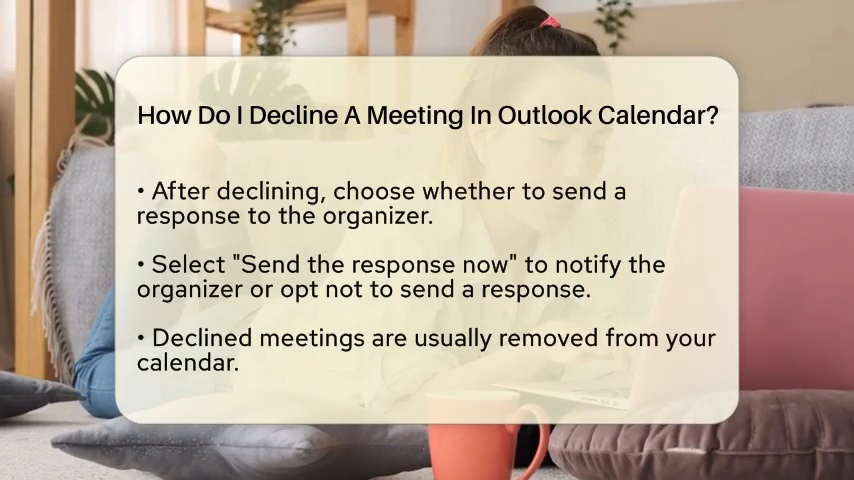 How Do I Decline A Meeting In Outlook Calendar?
• After declining, choose whether to send a
response to the organizer.
• Select "Send the response now" to notify the
organizer or opt not to send a response.
• Declined meetings are usually removed from your
calendar.